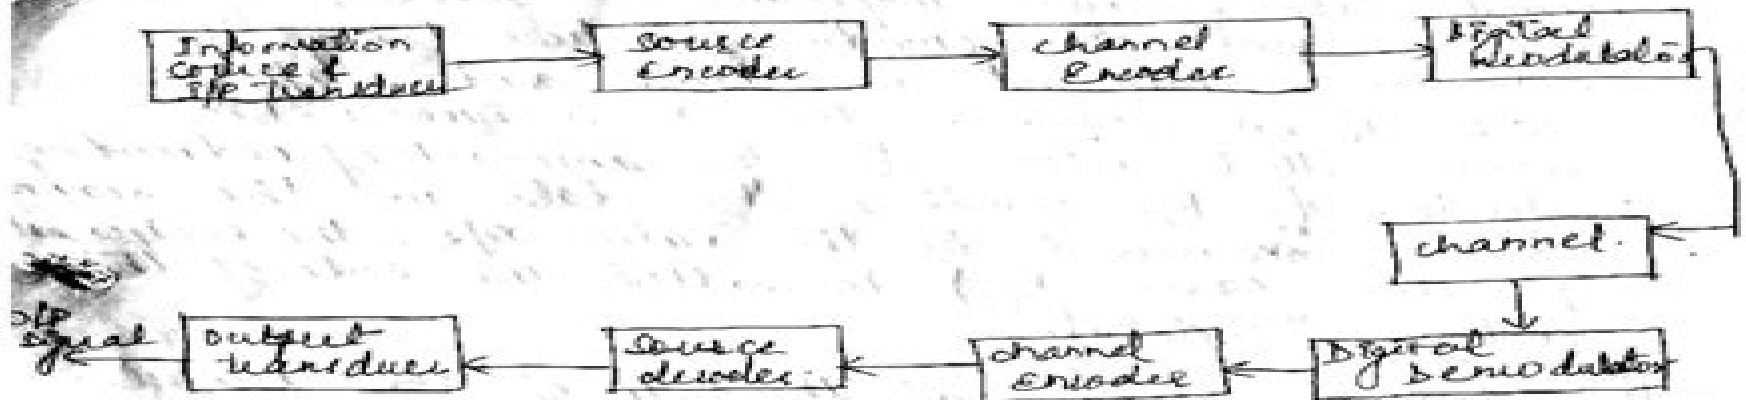 Information
source &
I/P Transducer
source
Encoder
channel
Encoder
Digital
Modulator
channel.
Digital
Demodulator
channel
encoder
source
decoder.
output
transducer
O/P
signal